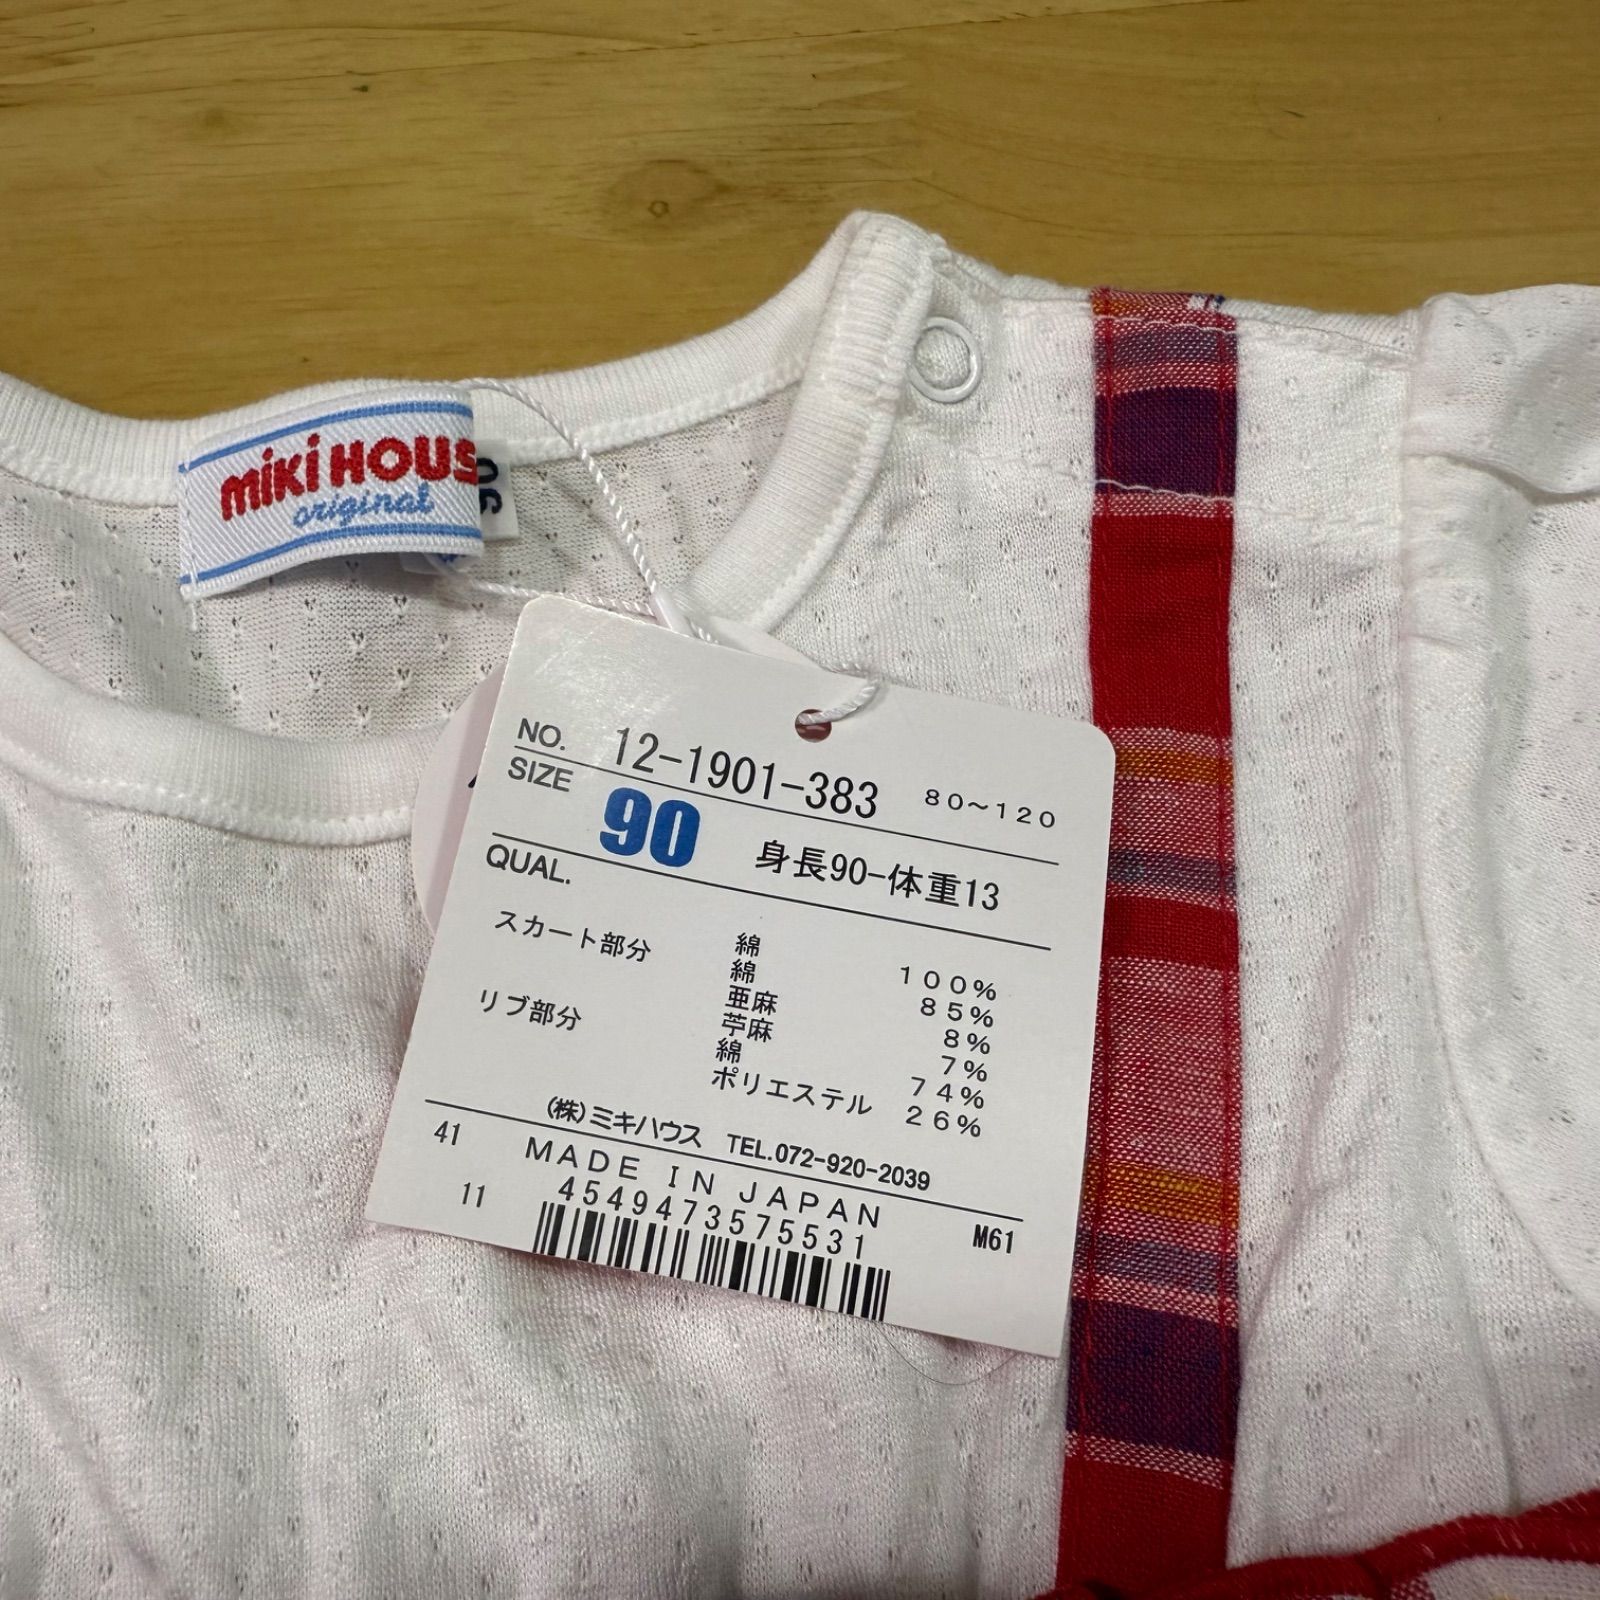 miki HOUS
original
90
NO. 12-1901-383 80～120
SIZE 90 身長90-体重13
QUAL.
綿 100%
スカート部分 綿 85%
亜麻 8%
苧麻 7%
リブ部分 綿 74%
ポリエステル 26%
(株)ミキハウス TEL.072-920-2039
41 MADE IN JAPAN
11 4549473575531 M61